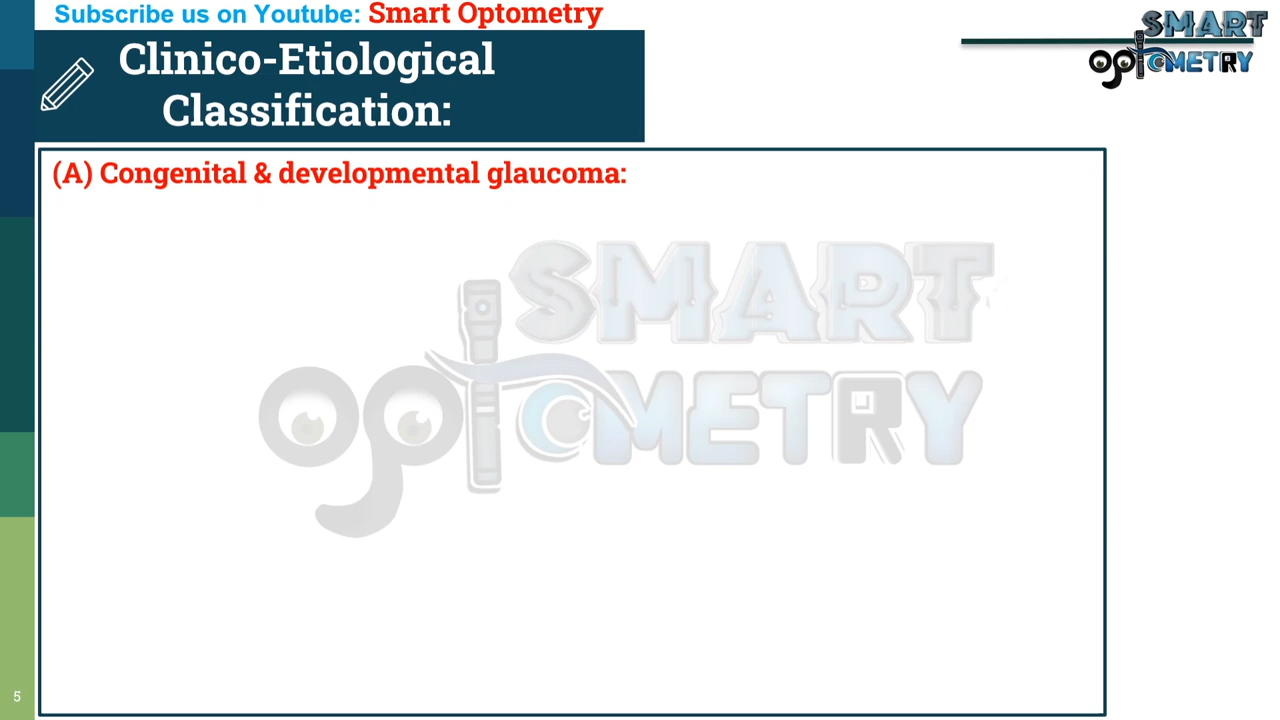 Subscribe us on Youtube: Smart Optometry
SMART
OptOMETRY
Clinico-Etiological
Classification:
(A) Congenital & developmental glaucoma:
SMART
OptOMETRY
5